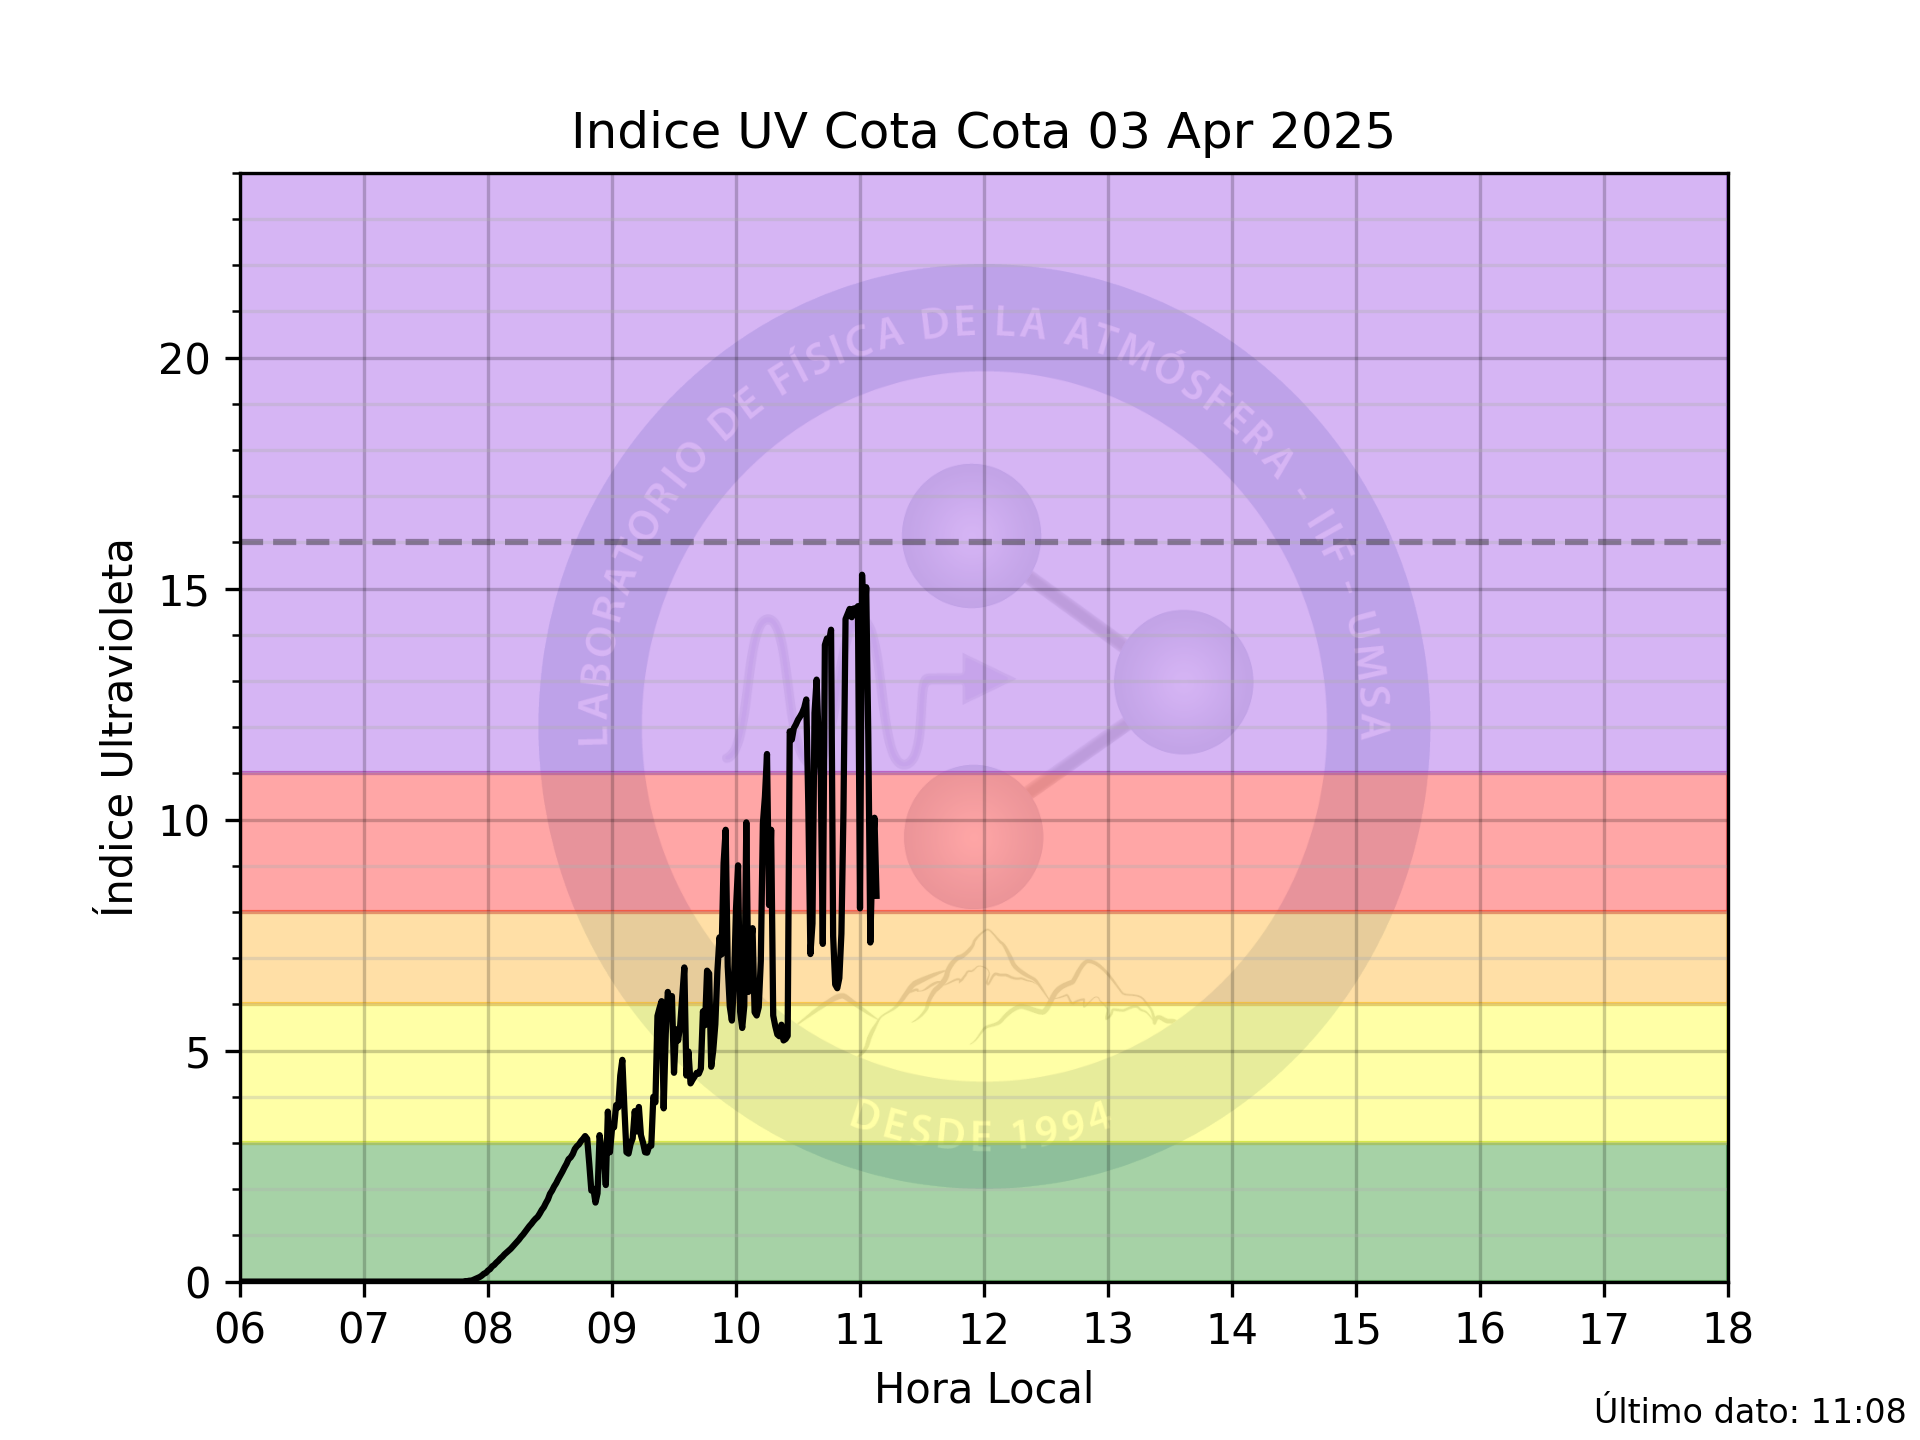 Indice UV Cota Cota 03 Apr 2025
LABORATORIO DE FÍSICA DE LA ATMÓSFERA - IIF - UMSA
DESDE 1994
Índice Ultravioleta
20
15
10
5
0
06 07 08 09 10 11 12 13 14 15 16 17 18
Hora Local
Último dato: 11:08